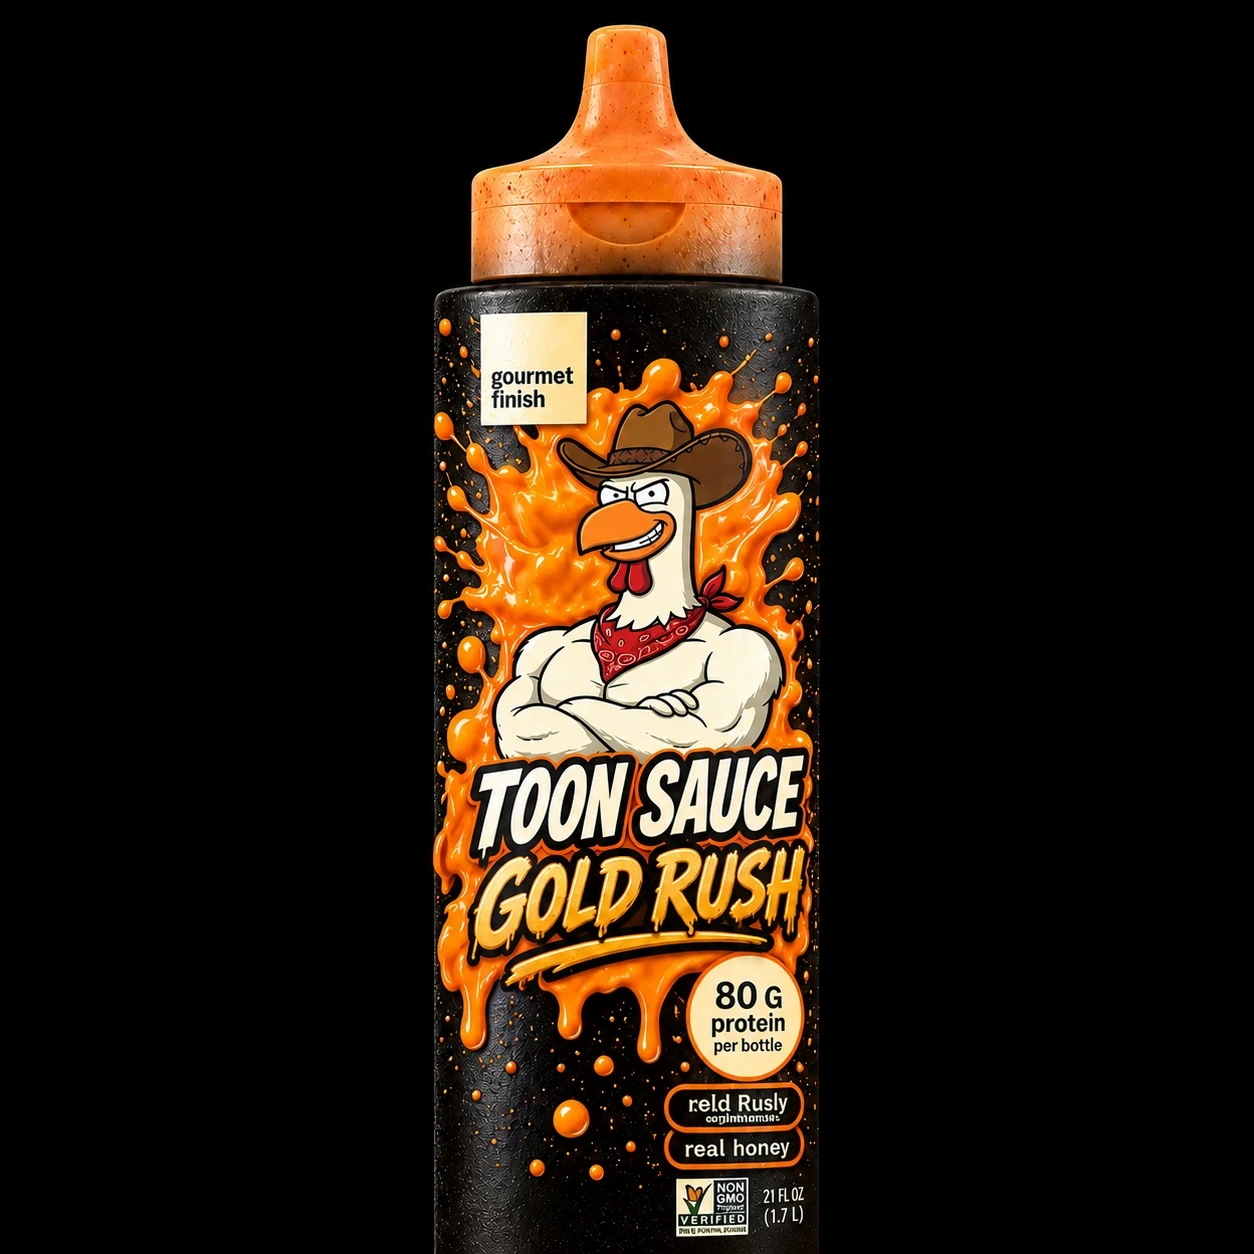 gourmet
finish
TOON SAUCE
GOLD RUSH
80 G
protein
per bottle
reld Rusly
real honey
NON
GMO
VERIFIED
21 FL OZ
(1.7 L)